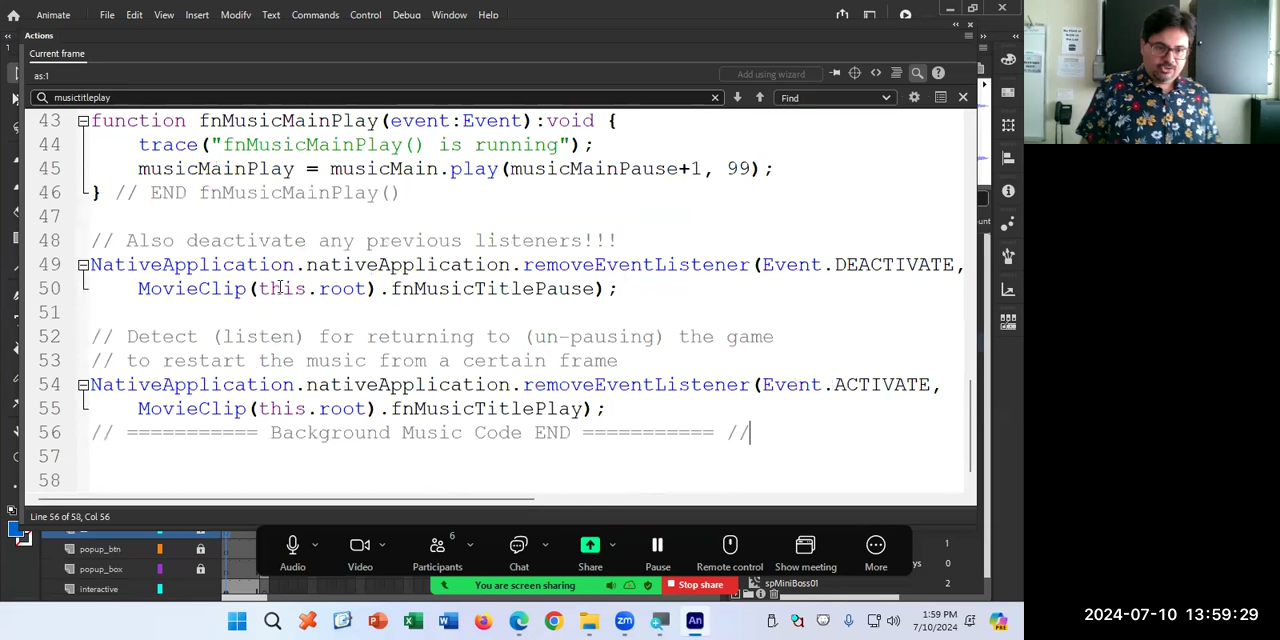 Animate File Edit View Insert Modify Text Commands Control Debug Window Help
Actions
Current frame
as:1
Add using wizard
musictitleplay
Find
43 function fnMusicMainPlay(event:Event):void {
44 trace("fnMusicMainPlay() is running");
45 musicMainPlay = musicMain.play(musicMainPause+1, 99);
46 } // END fnMusicMainPlay()
47
48 // Also deactivate any previous listeners!!!
49 NativeApplication.nativeApplication.removeEventListener(Event.DEACTIVATE,
50 MovieClip(this.root).fnMusicTitlePause);
51
52 // Detect (listen) for returning to (un-pausing) the game
53 // to restart the music from a certain frame
54 NativeApplication.nativeApplication.removeEventListener(Event.ACTIVATE,
55 MovieClip(this.root).fnMusicTitlePlay);
56 // =========== Background Music Code END =========== //
57
58
Line 56 of 58, Col 56
popup_btn
popup_box
interactive
6
Audio Video Participants Chat Share Pause Remote control Show meeting More
You are screen sharing Stop share
spMiniBoss01
1:59 PM
7/10/2024
2024-07-10 13:59:29